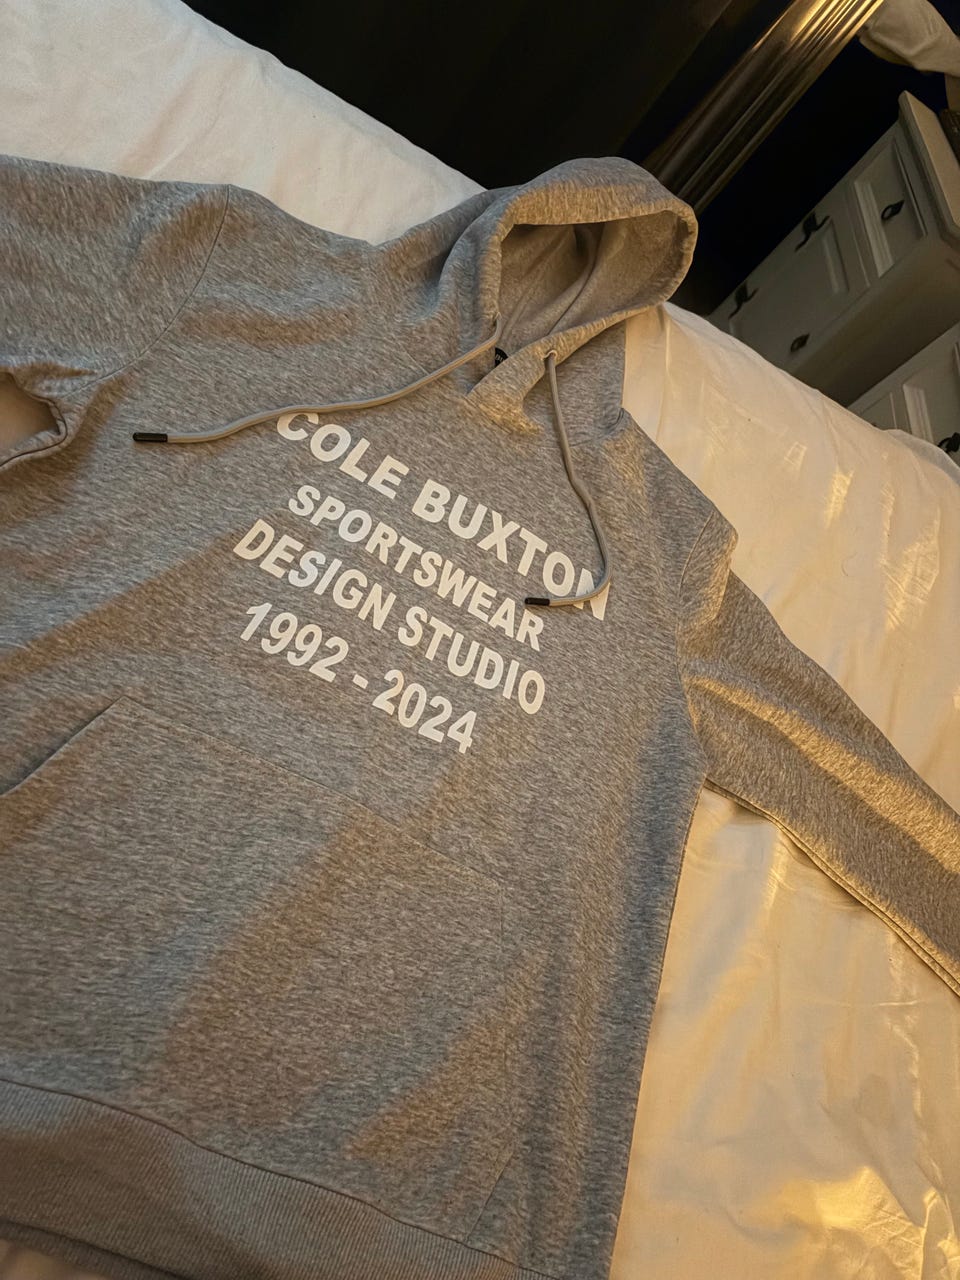 COLE BUXTON
SPORTSWEAR
DESIGN STUDIO
1992 - 2024